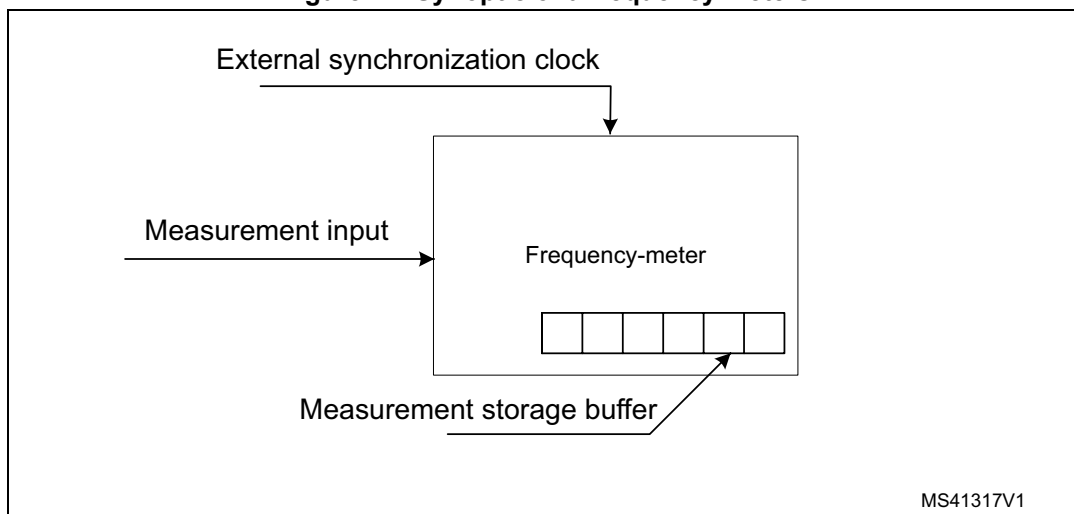 External synchronization clock
Measurement input
Frequency-meter
Measurement storage buffer
MS41317V1